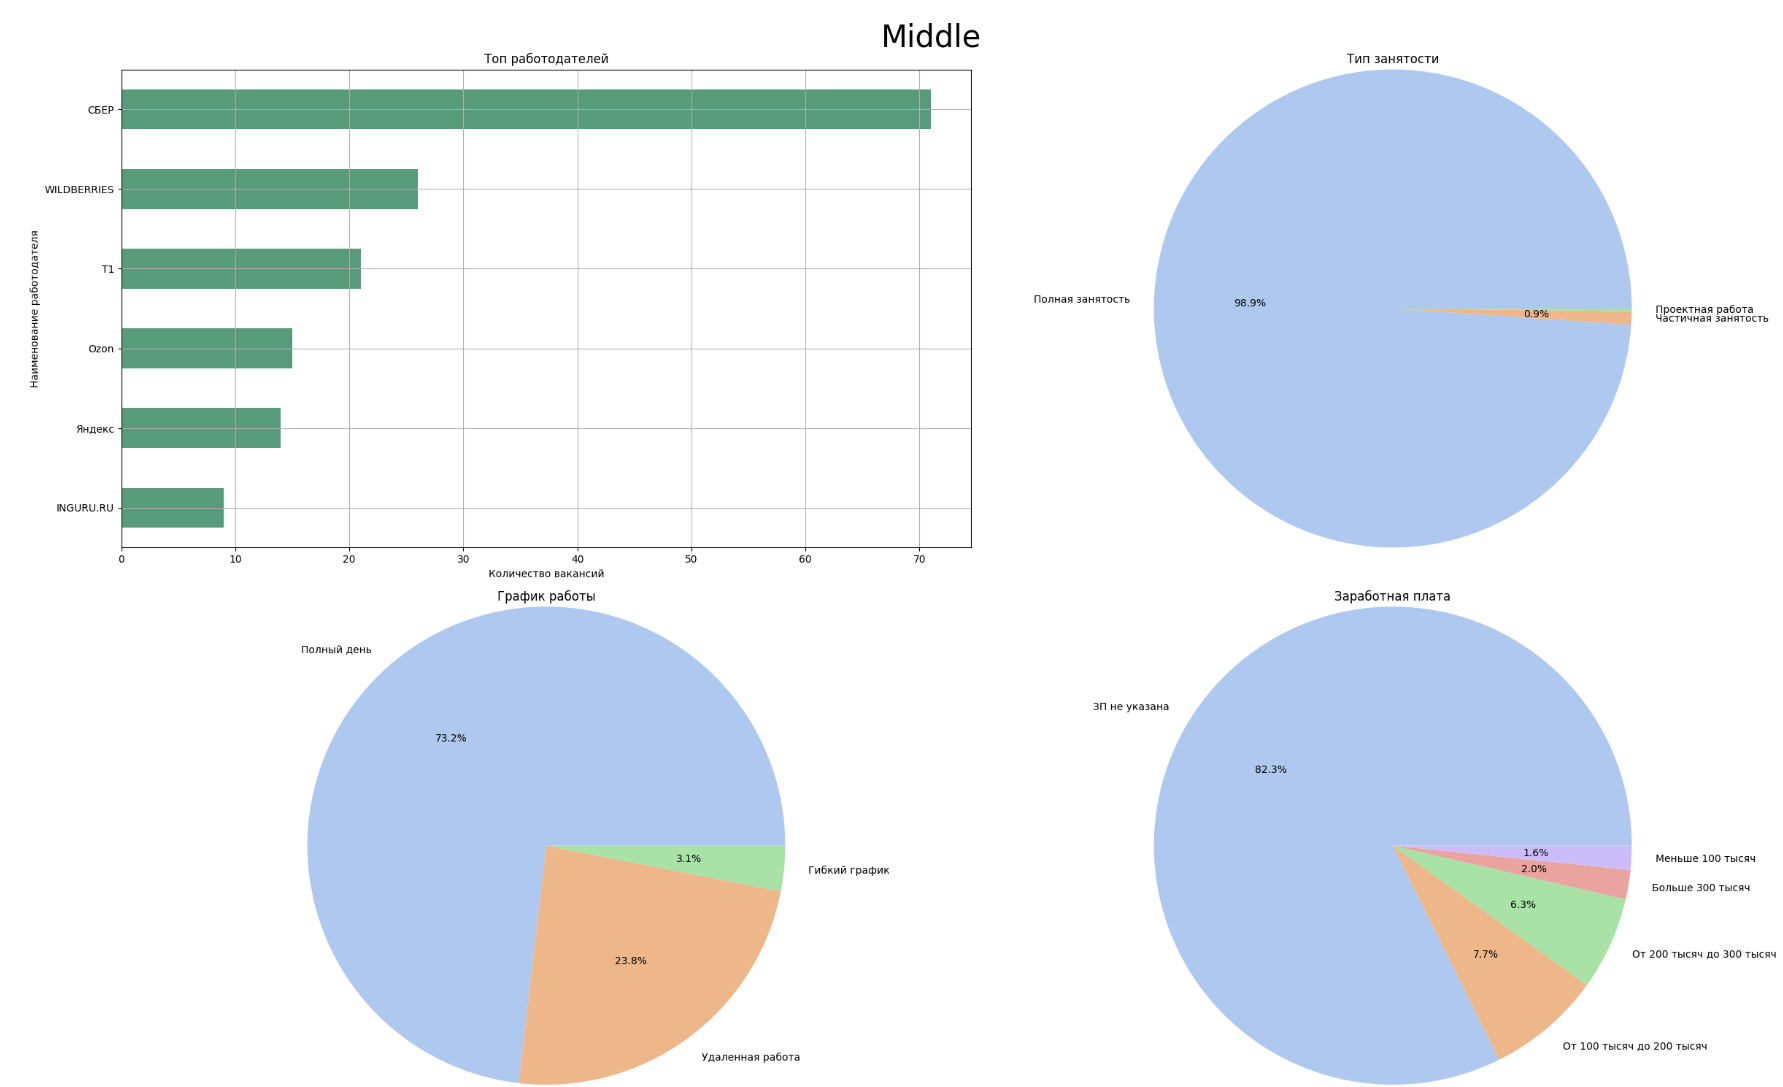 Middle
Топ работодателей
Наименование работодателя
СБЕР
WILDBERRIES
Т1
Ozon
Яндекс
INGURU.RU
0 10 20 30 40 50 60 70
Количество вакансий
Тип занятости
Полная занятость
98.9%
0.9%
Проектная работа
Частичная занятость
График работы
Полный день
73.2%
3.1%
Гибкий график
23.8%
Удаленная работа
Заработная плата
ЗП не указана
82.3%
1.6%
Меньше 100 тысяч
2.0%
Больше 300 тысяч
6.3%
От 200 тысяч до 300 тысяч
7.7%
От 100 тысяч до 200 тысяч